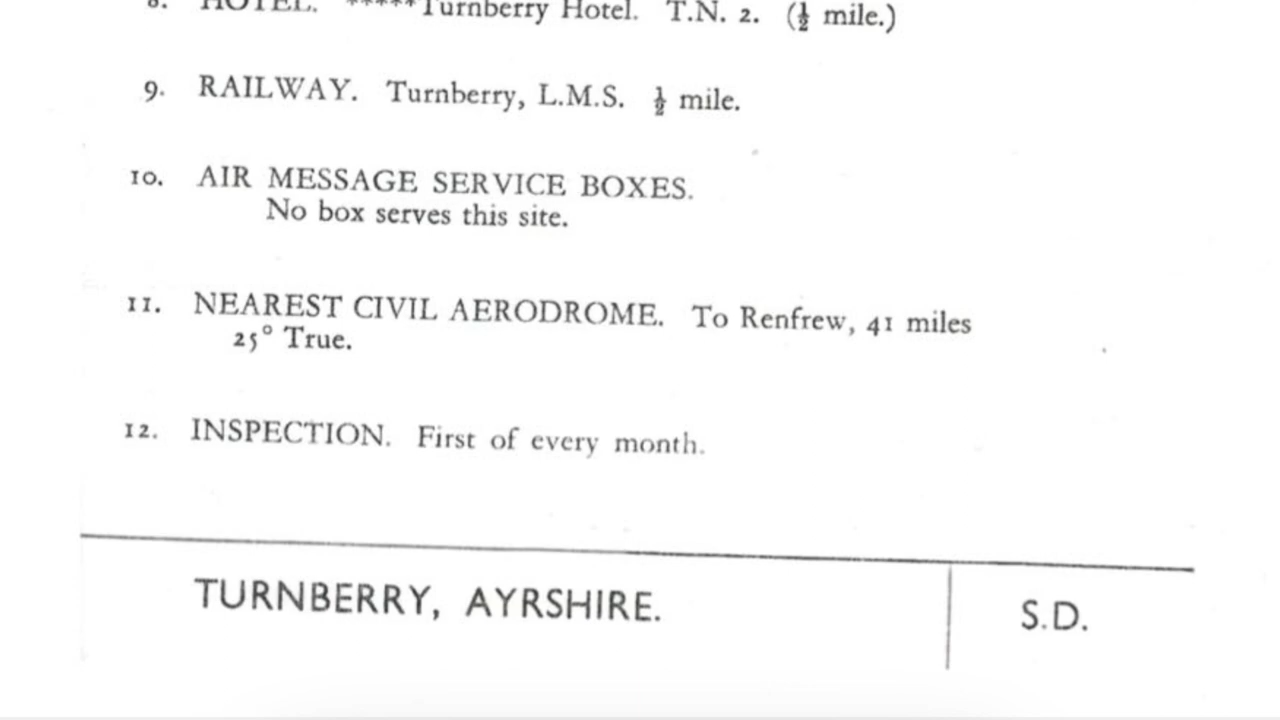 8. HOTEL. *****Turnberry Hotel. T.N. 2. (½ mile.)
9. RAILWAY. Turnberry, L.M.S. ½ mile.
10. AIR MESSAGE SERVICE BOXES.
No box serves this site.
11. NEAREST CIVIL AERODROME. To Renfrew, 41 miles
25° True.
12. INSPECTION. First of every month.
TURNBERRY, AYRSHIRE.
S.D.